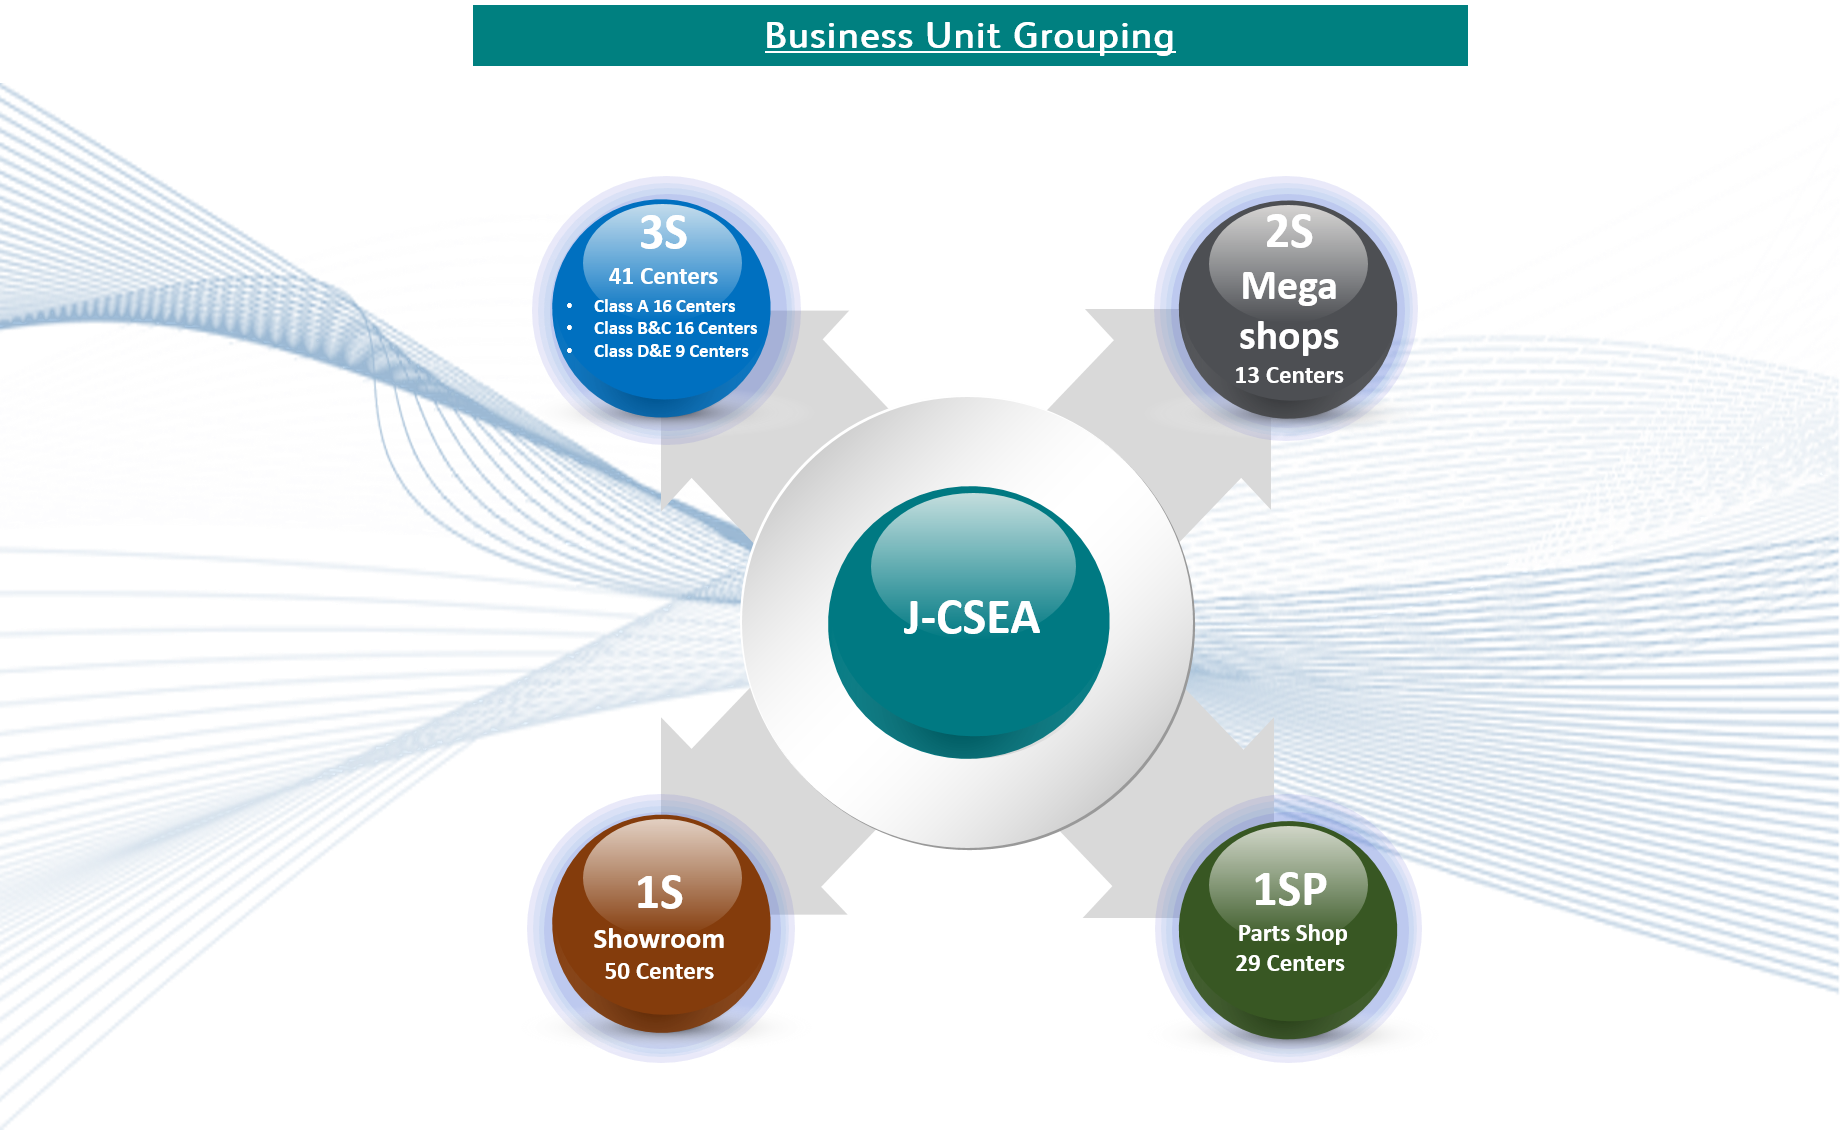 Business Unit Grouping
3S
41 Centers
• Class A 16 Centers
• Class B&C 16 Centers
• Class D&E 9 Centers
2S
Mega
shops
13 Centers
J-CSEA
1S
Showroom
50 Centers
1SP
Parts Shop
29 Centers